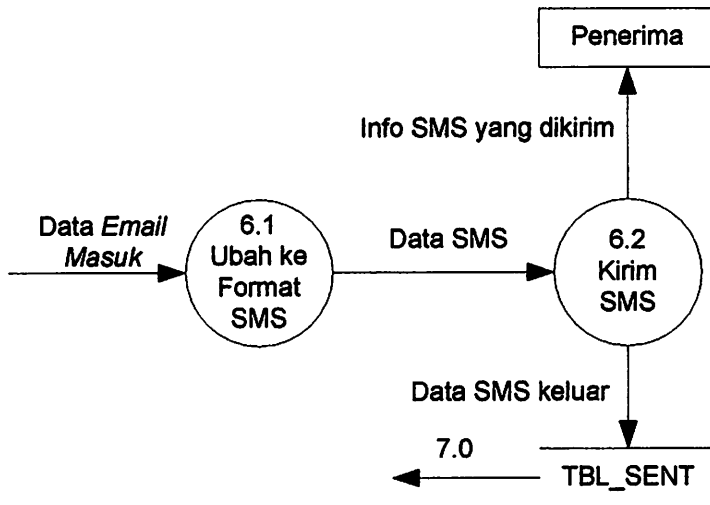 Penerima
Info SMS yang dikirim
Data Email
Masuk
6.1
Ubah ke
Format
SMS
Data SMS
6.2
Kirim
SMS
Data SMS keluar
7.0
TBL_SENT